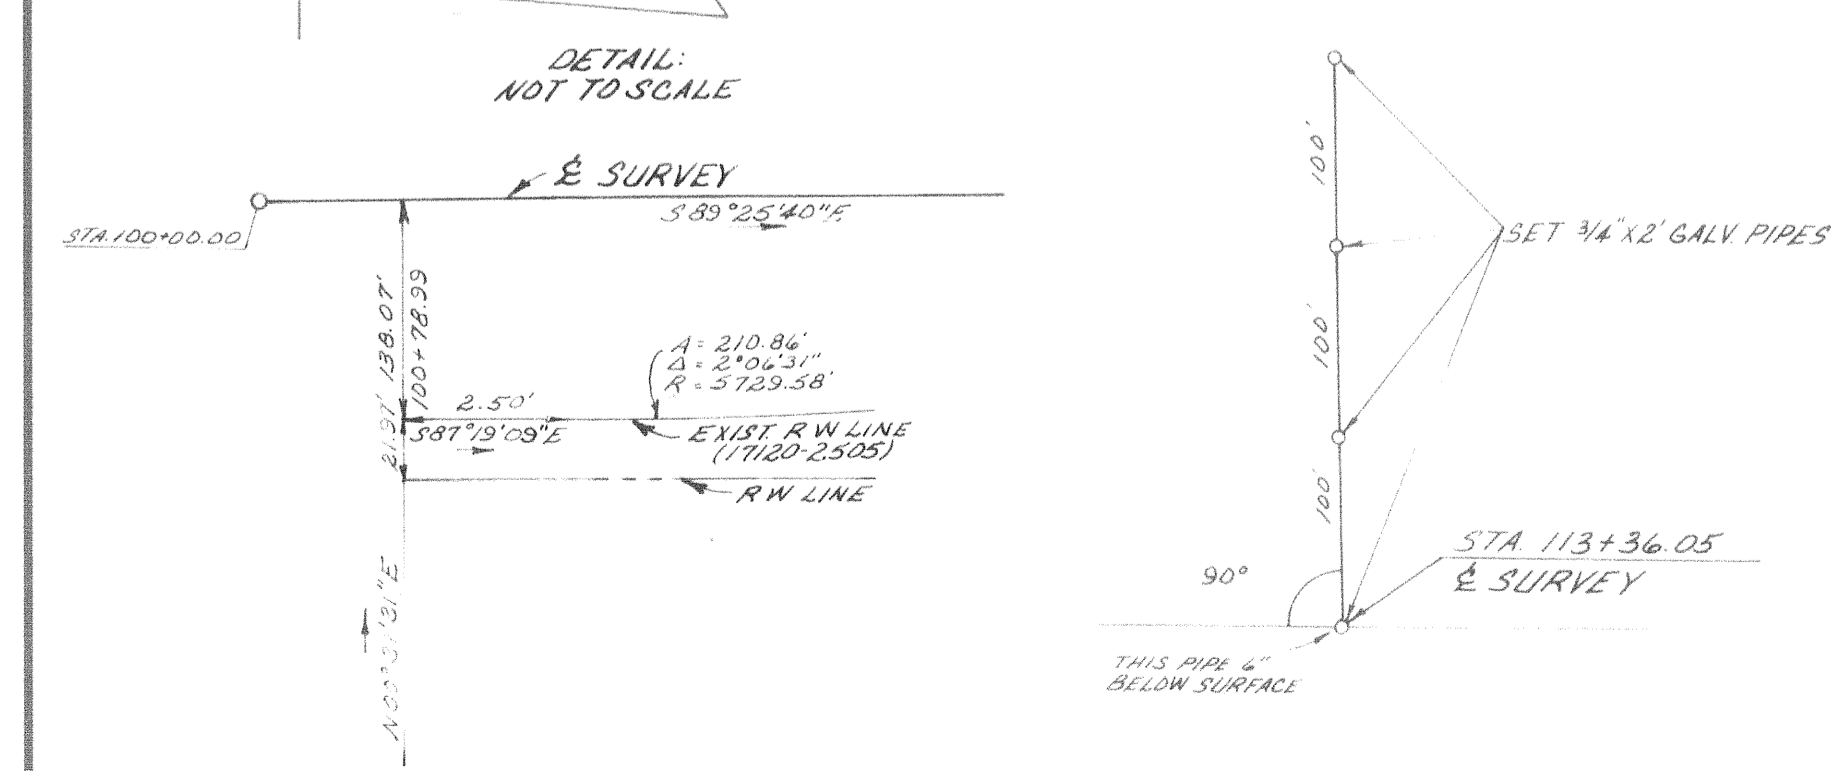 DETAIL:
NOT TO SCALE
℄ SURVEY
S89°25'40"E
STA.100+00.00
138.07'
100+78.99
A = 210.86'
Δ = 2°06'31"
R = 5729.58'
2.50'
S87°19'09"E
EXIST. R W LINE
(17120-2505)
21.97'
R W LINE
100'
100'
100'
SET 3/4"X2' GALV. PIPES
STA. 113+36.05
℄ SURVEY
90°
THIS PIPE 6"
BELOW SURFACE